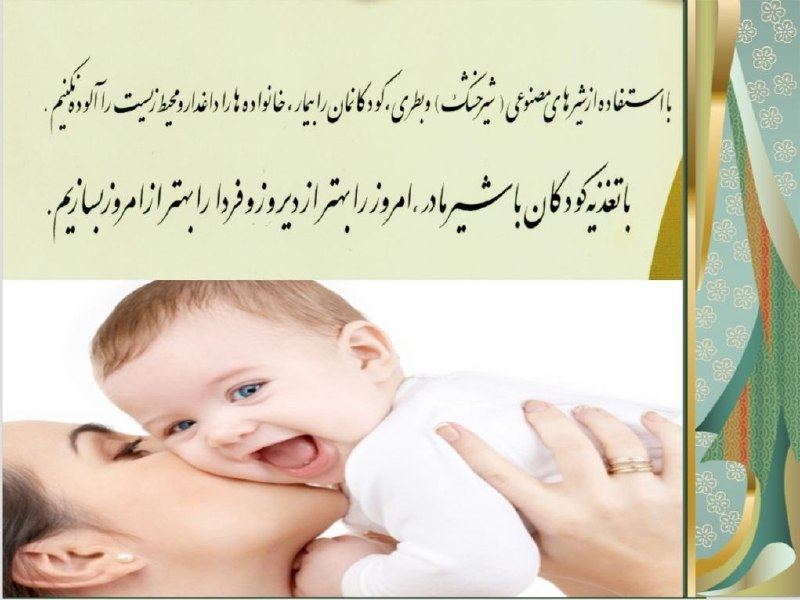 با استفاده از شیرهای مصنوعی ( شیرخشک ) و بطری ، کودکانمان را بیمار ، خانواده ها را داغدار و محیط زیست را آلوده نکنیم .
با تغذیه کودکان با شیر مادر ، امروز را بهتر از دیروز و فردا را بهتر از امروز بسازیم .